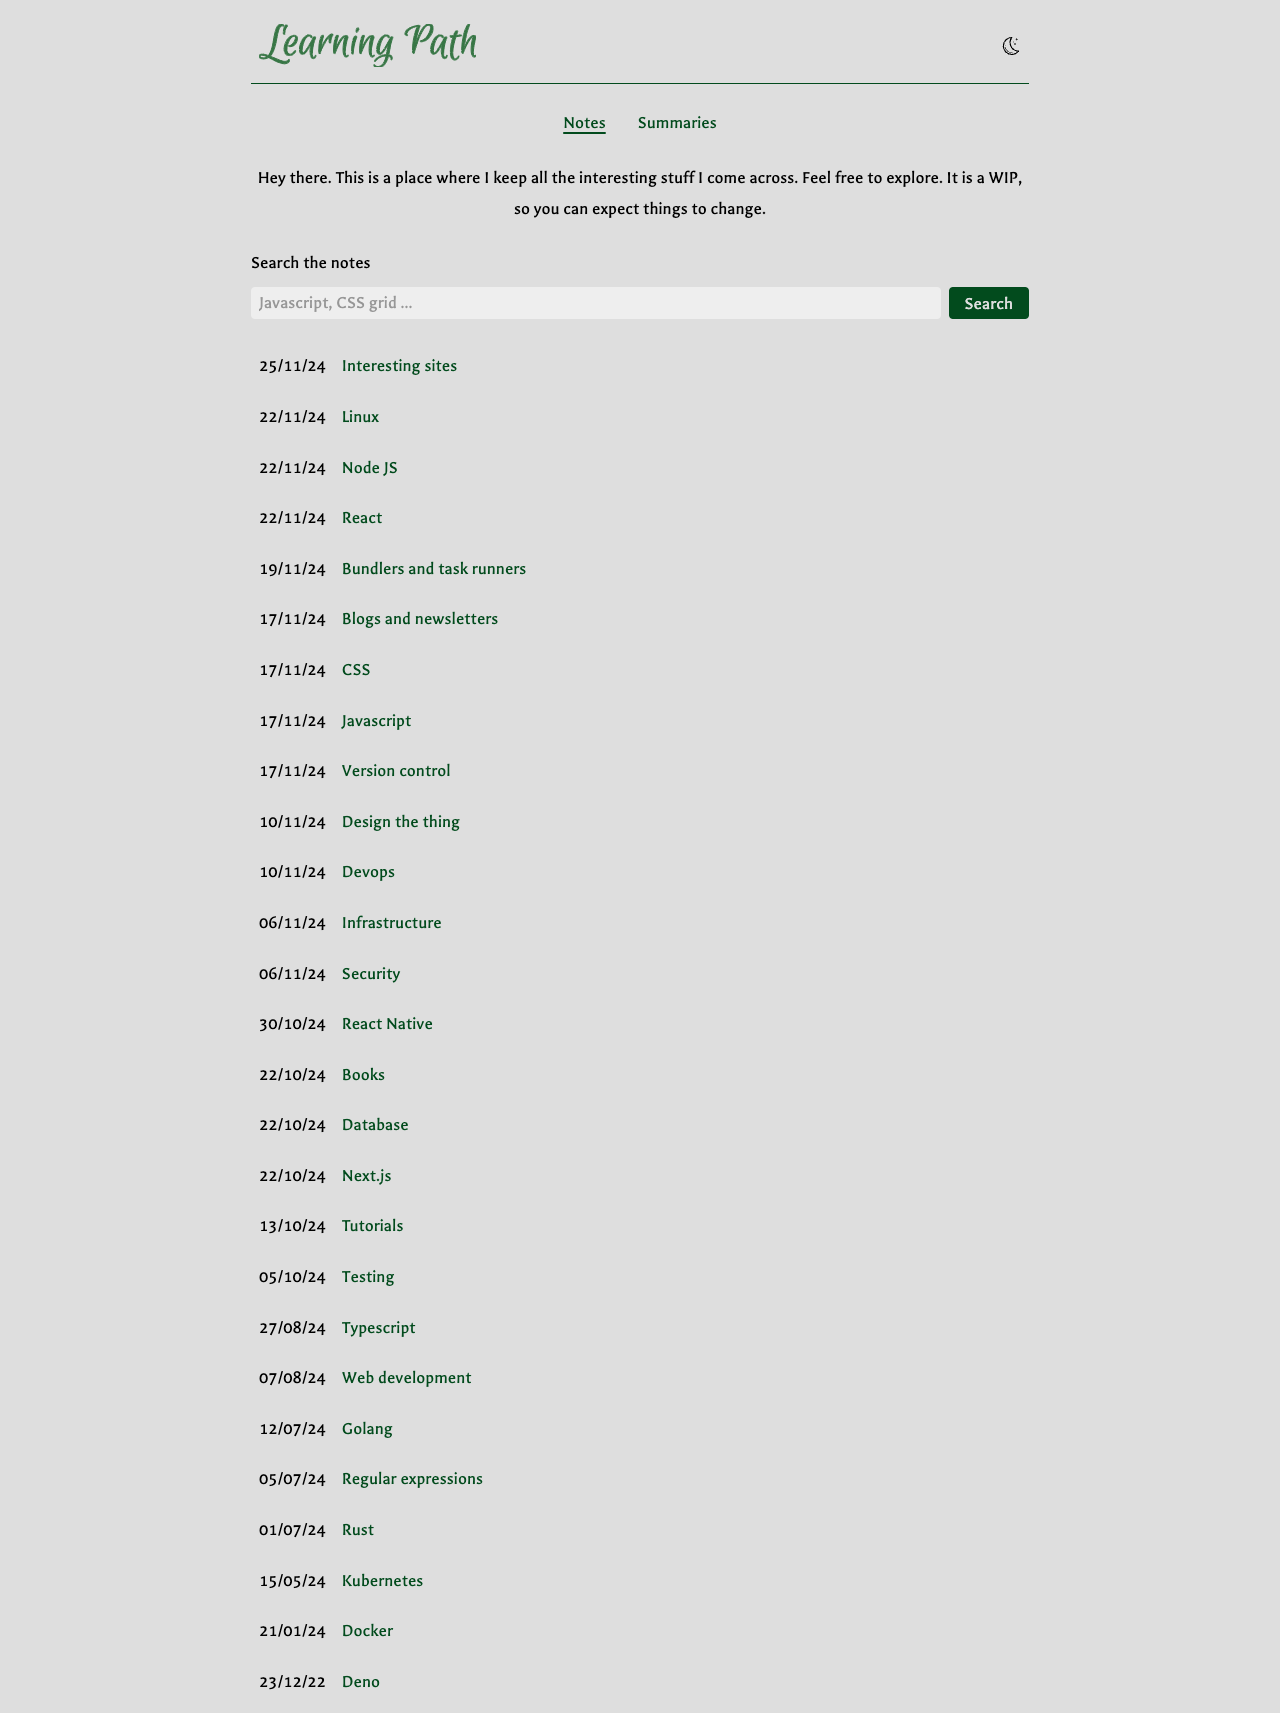 Learning Path
Notes Summaries
Hey there. This is a place where I keep all the interesting stuff I come across. Feel free to explore. It is a WIP,
so you can expect things to change.
Search the notes
Javascript, CSS grid ... Search
25/11/24 Interesting sites
22/11/24 Linux
22/11/24 Node JS
22/11/24 React
19/11/24 Bundlers and task runners
17/11/24 Blogs and newsletters
17/11/24 CSS
17/11/24 Javascript
17/11/24 Version control
10/11/24 Design the thing
10/11/24 Devops
06/11/24 Infrastructure
06/11/24 Security
30/10/24 React Native
22/10/24 Books
22/10/24 Database
22/10/24 Next.js
13/10/24 Tutorials
05/10/24 Testing
27/08/24 Typescript
07/08/24 Web development
12/07/24 Golang
05/07/24 Regular expressions
01/07/24 Rust
15/05/24 Kubernetes
21/01/24 Docker
23/12/22 Deno